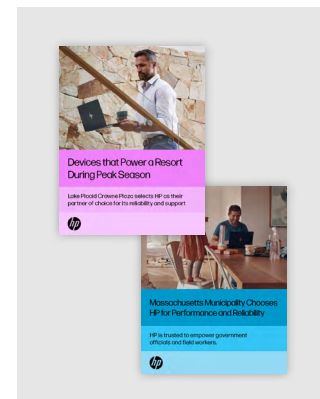 Devices that Power a Resort
During Peak Season
Lake Placid Crowne Plaza selects HP as their
partner of choice for its reliability and support
hp
Massachusetts Municipality Chooses
HP for Performance and Reliability
HP is trusted to empower government
officials and field workers.
hp